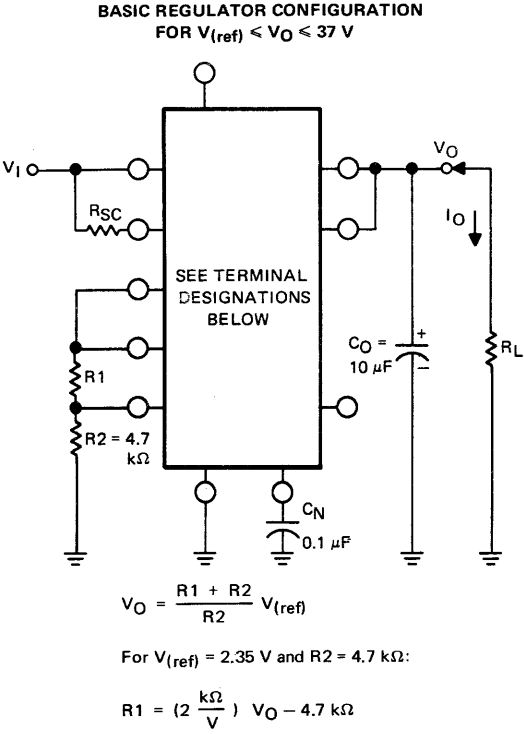 BASIC REGULATOR CONFIGURATION
FOR V(ref) ≤ VO ≤ 37 V
VI
RSC
VO
IO
SEE TERMINAL
DESIGNATIONS
BELOW
CO =
10 µF
+
−
RL
R1
R2 = 4.7
kΩ
CN
0.1 µF
VO = R1 + R2 / R2 V(ref)
For V(ref) = 2.35 V and R2 = 4.7 kΩ:
R1 = (2 kΩ / V ) VO − 4.7 kΩ